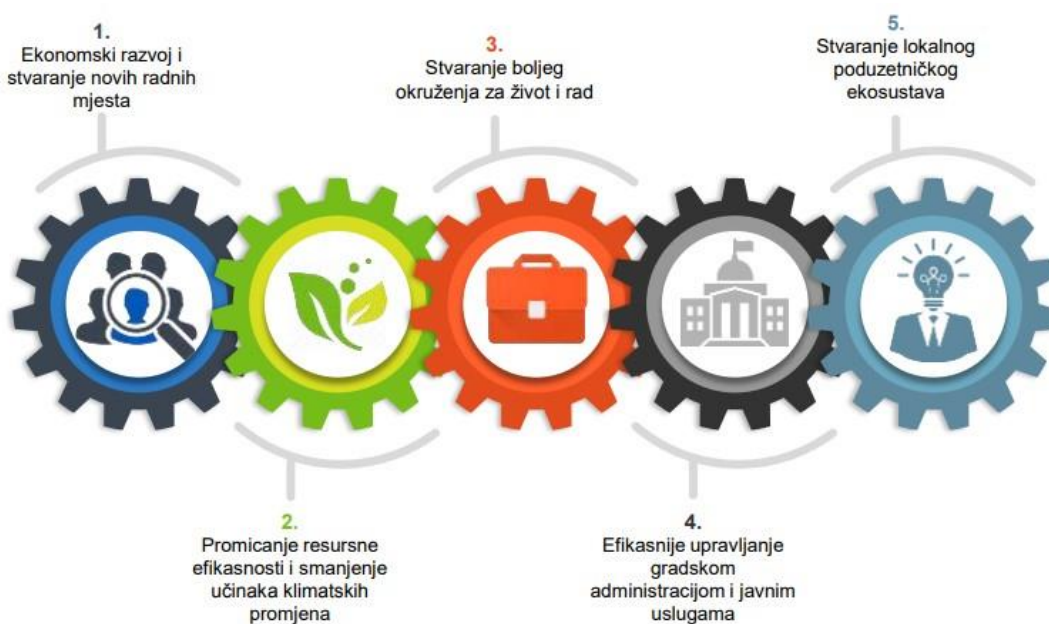 1.
Ekonomski razvoj i
stvaranje novih radnih
mjesta
2.
Promicanje resursne
efikasnosti i smanjenje
učinaka klimatskih
promjena
3.
Stvaranje boljeg
okruženja za život i rad
4.
Efikasnije upravljanje
gradskom
administracijom i javnim
uslugama
5.
Stvaranje lokalnog
poduzetničkog
ekosustava